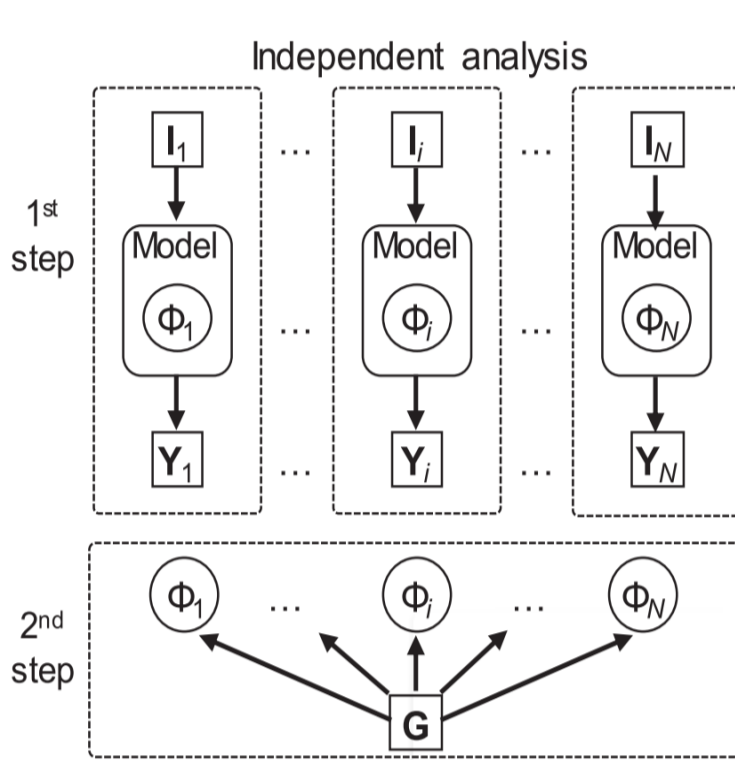 Independent analysis
I1 ... Ii ... IN
1st
step
Model Model Model
Φ1 ... Φi ... ΦN
Y1 ... Yi ... YN
2nd
step
Φ1 ... Φi ... ΦN
G